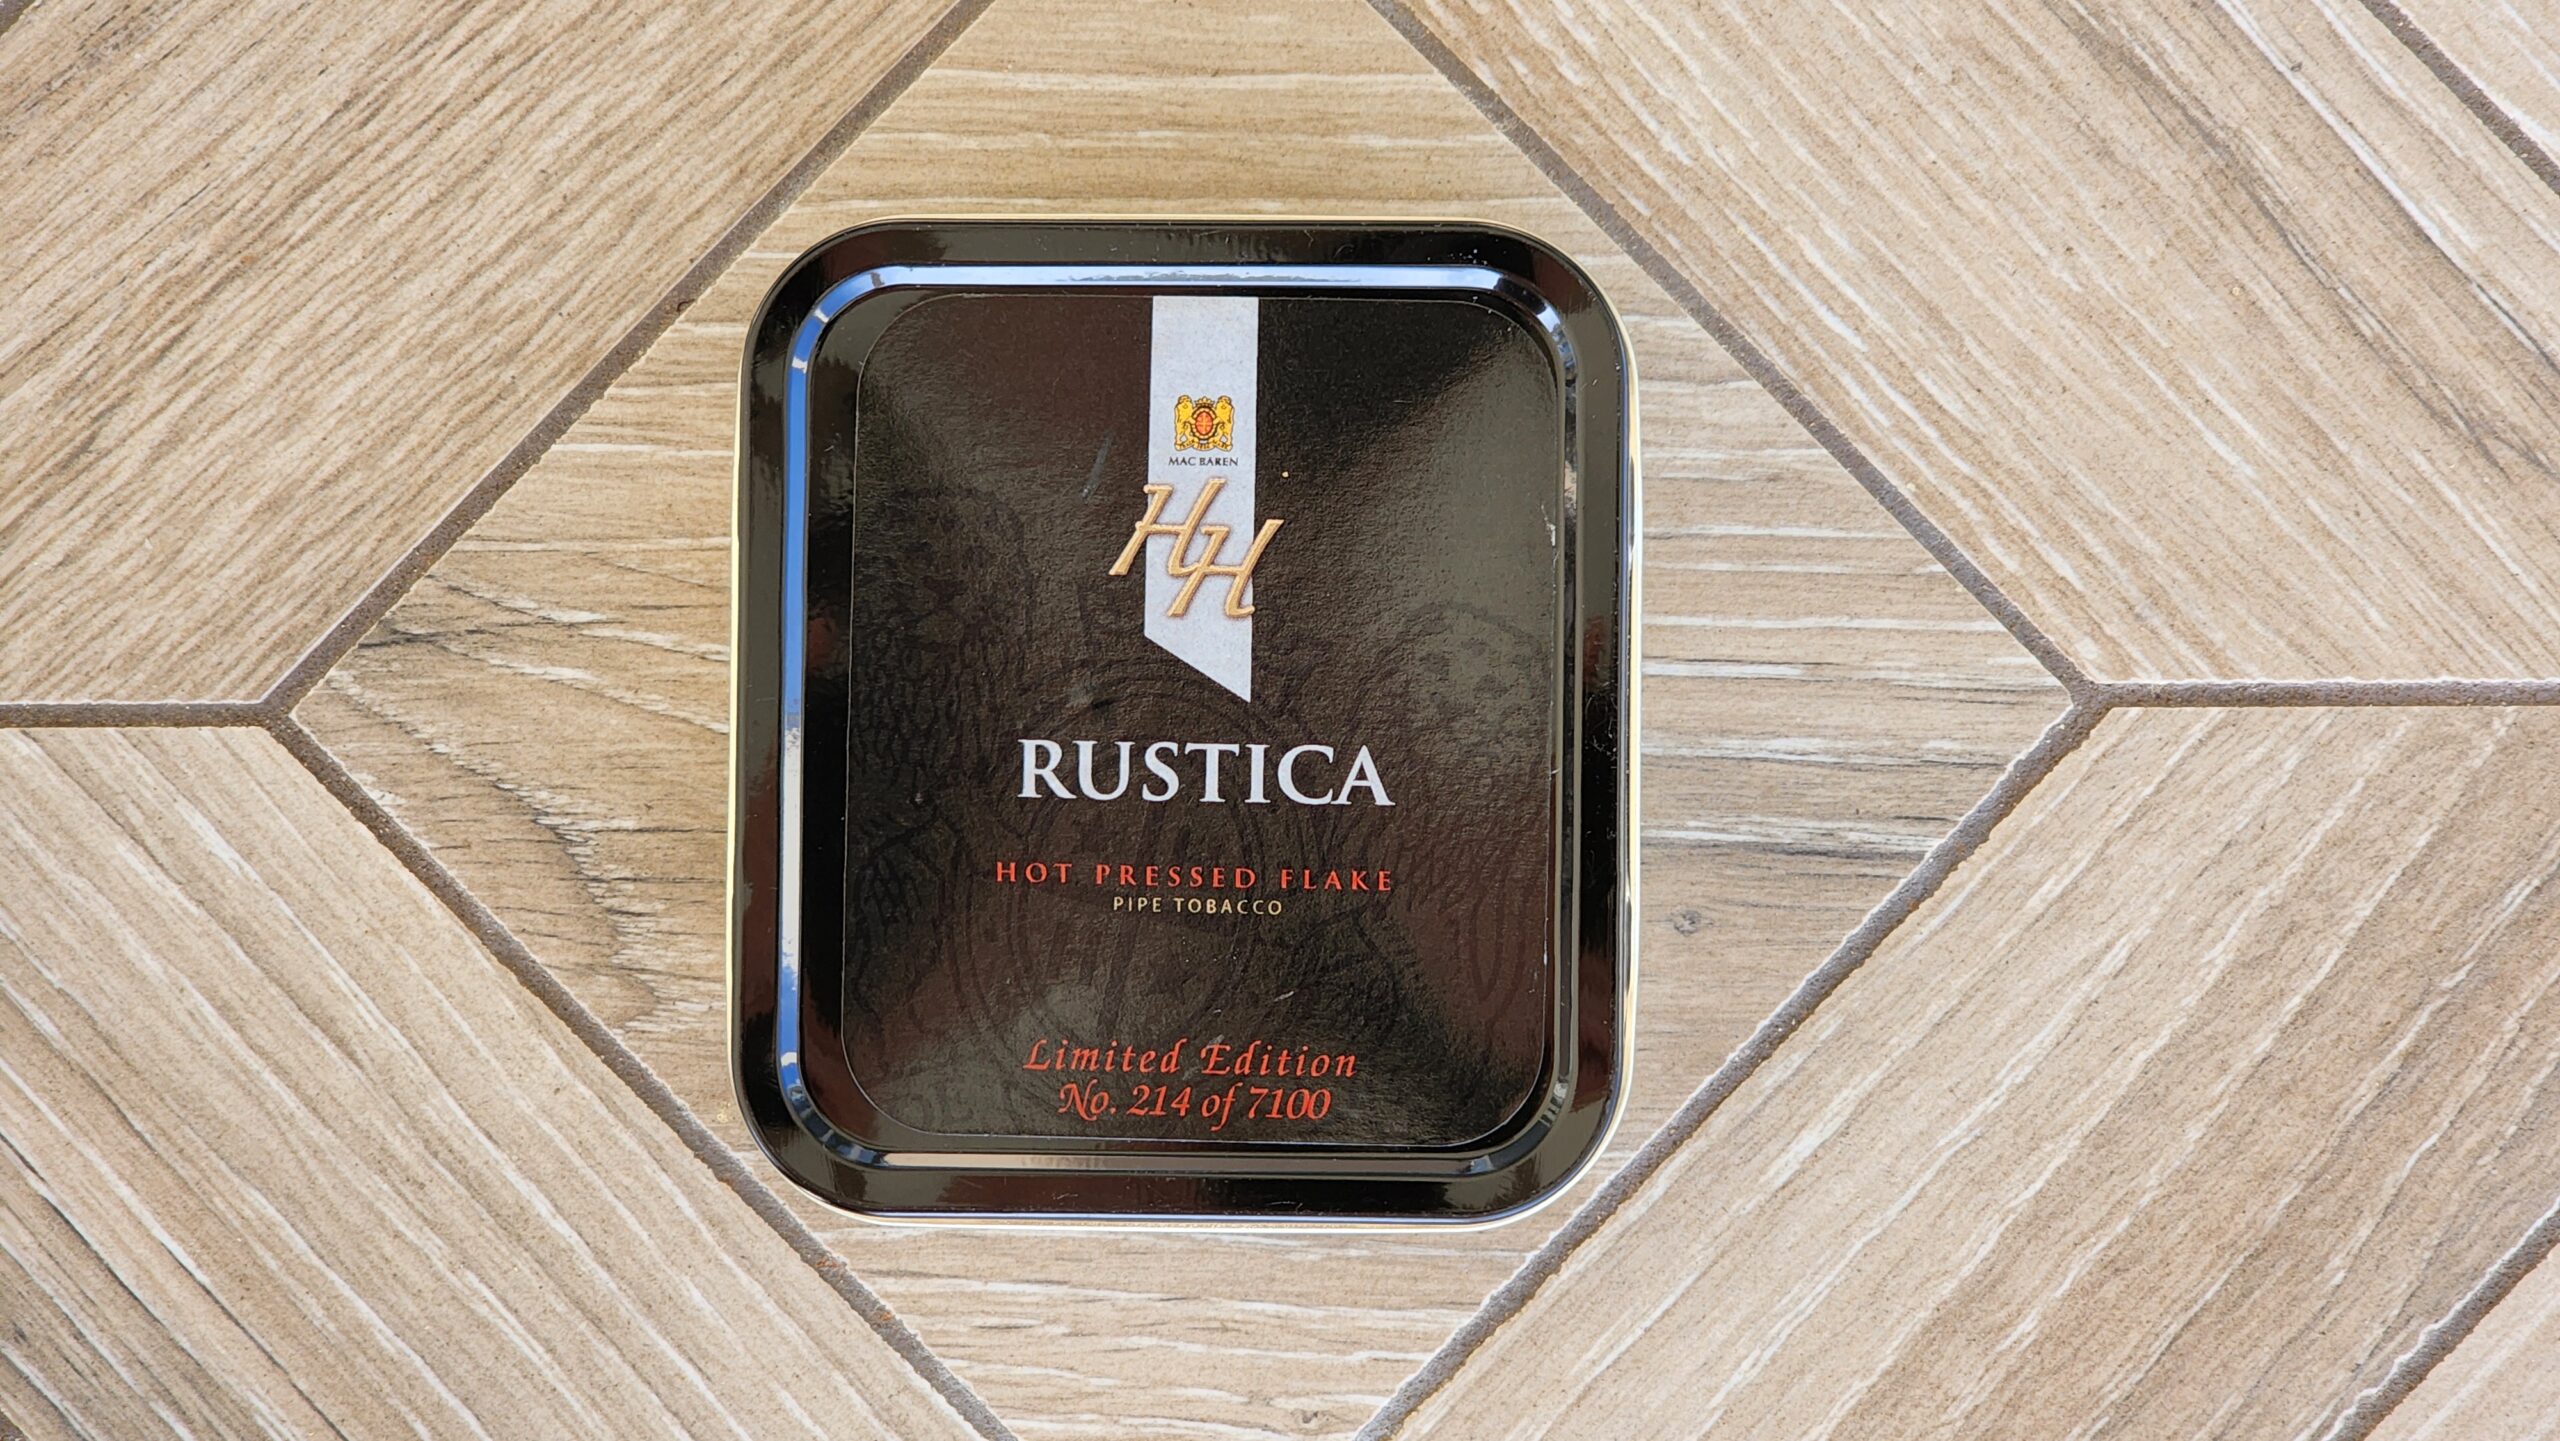 MAC BAREN
HH
RUSTICA
HOT PRESSED FLAKE
PIPE TOBACCO
Limited Edition
No. 214 of 7100